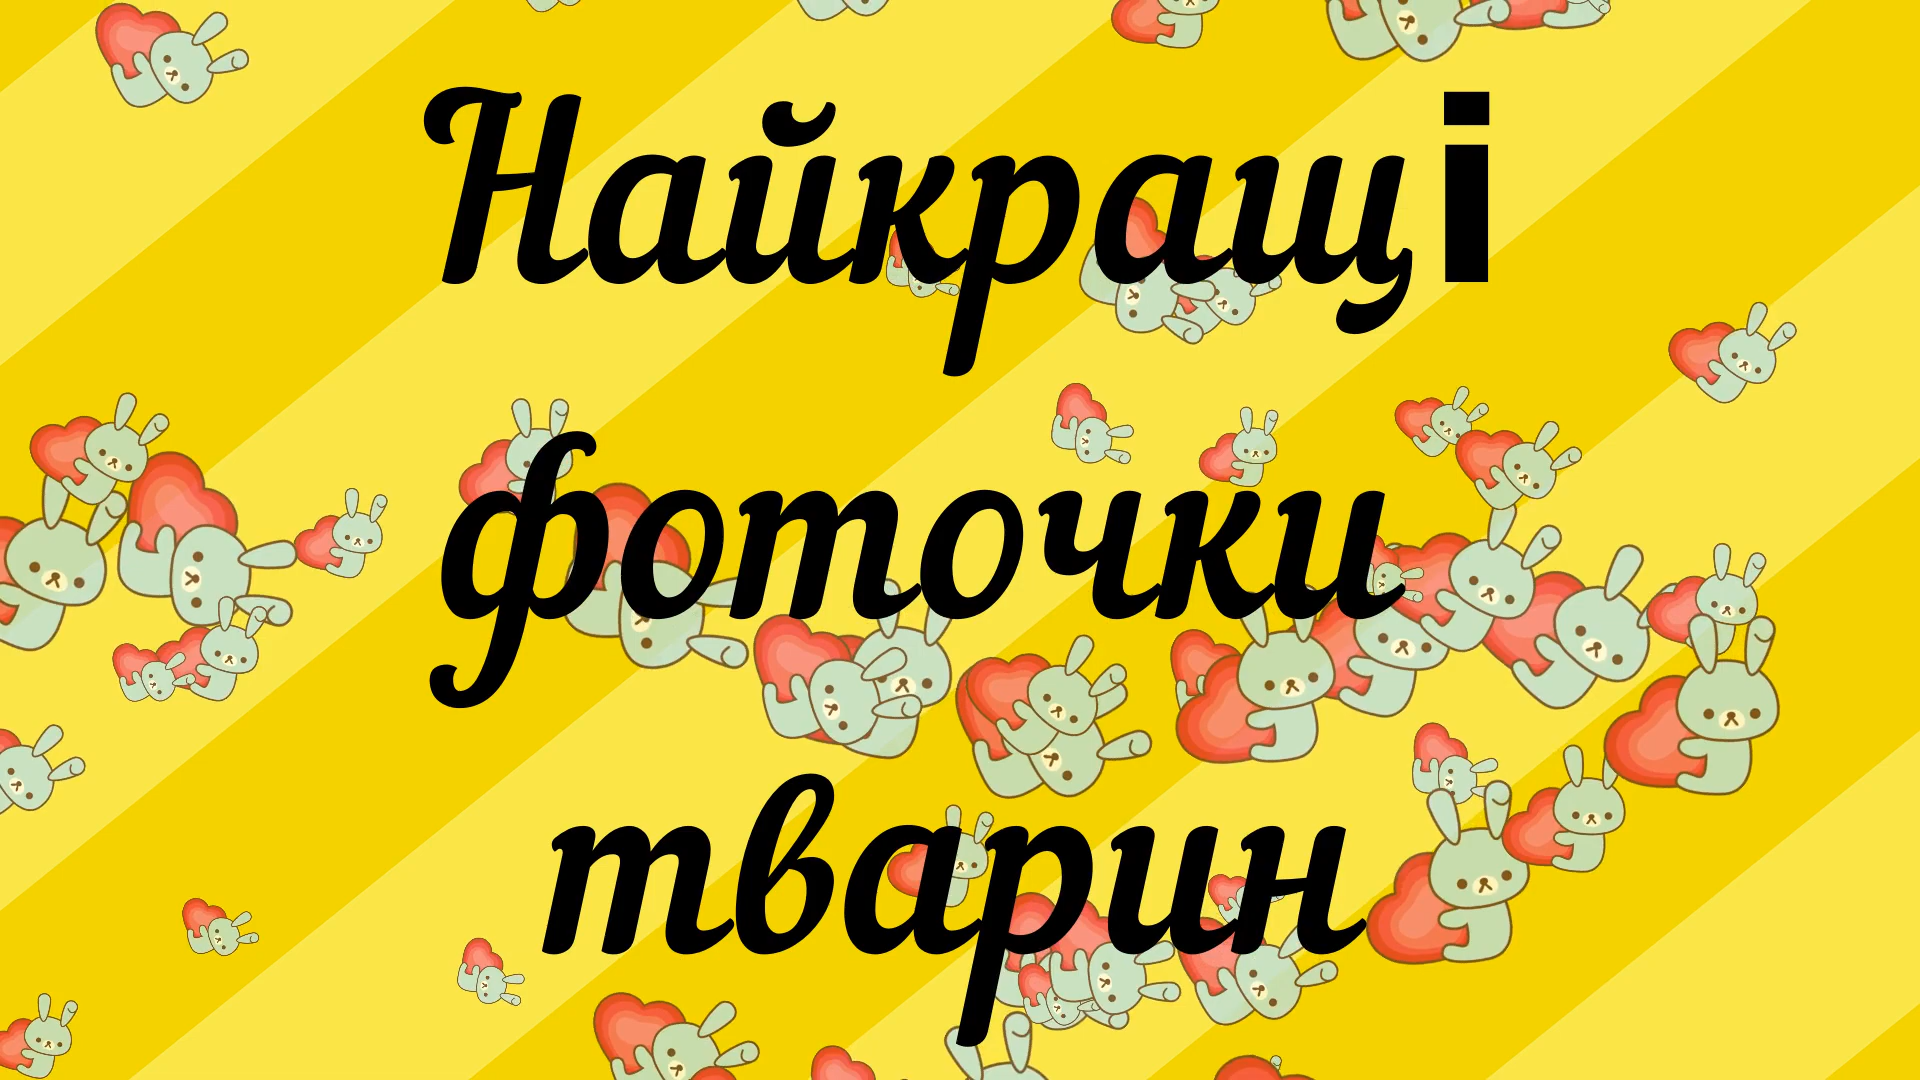 Найкращі
фоточки
тварин